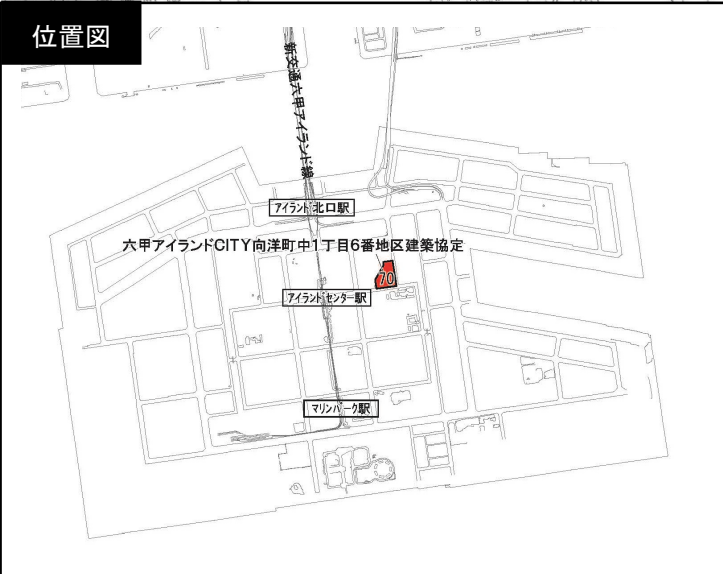 位置図
新交通六甲アイランド線
アイランド北口駅
六甲アイランドCITY向洋町中1丁目6番地区建築協定
70
アイランドセンター駅
マリンパーク駅